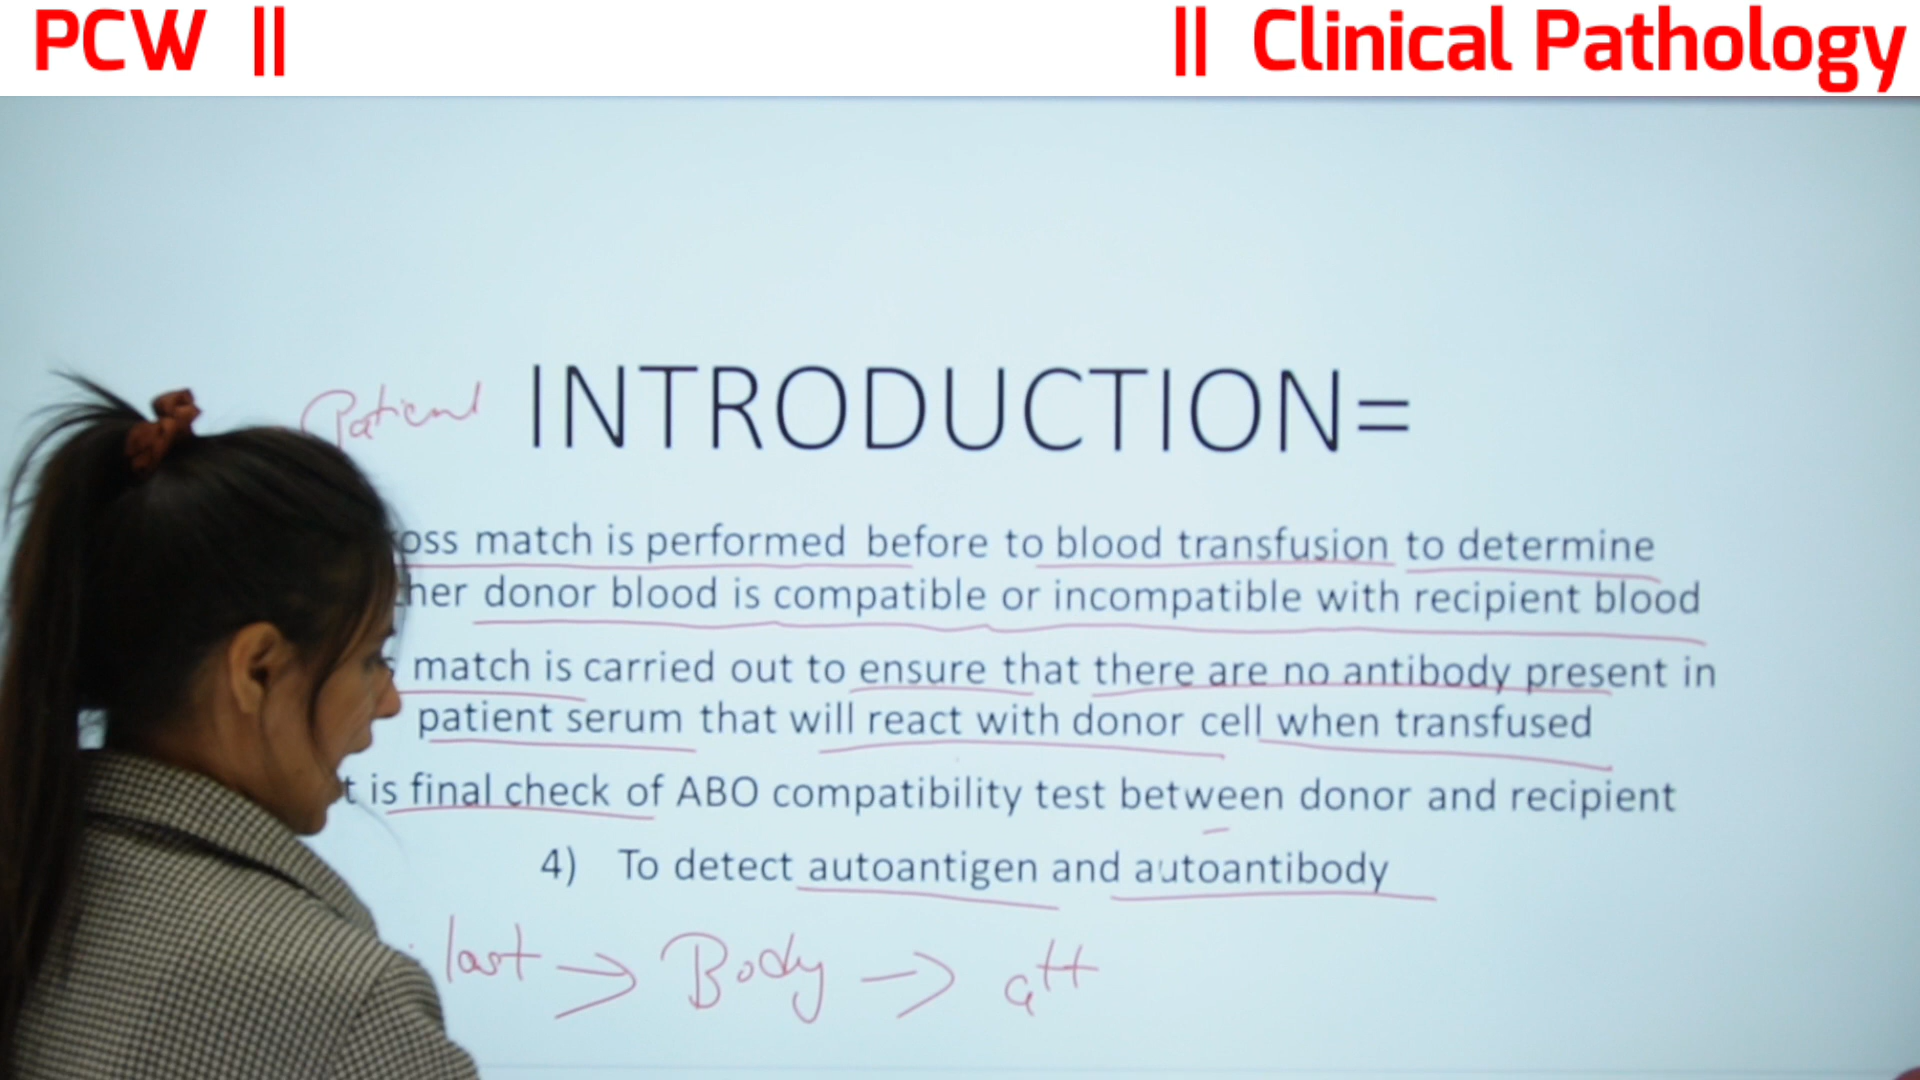 PCW || || Clinical Pathology
Patient INTRODUCTION=
oss match is performed before to blood transfusion to determine
her donor blood is compatible or incompatible with recipient blood
match is carried out to ensure that there are no antibody present in
patient serum that will react with donor cell when transfused
t is final check of ABO compatibility test between donor and recipient
4) To detect autoantigen and autoantibody
last → Body → att